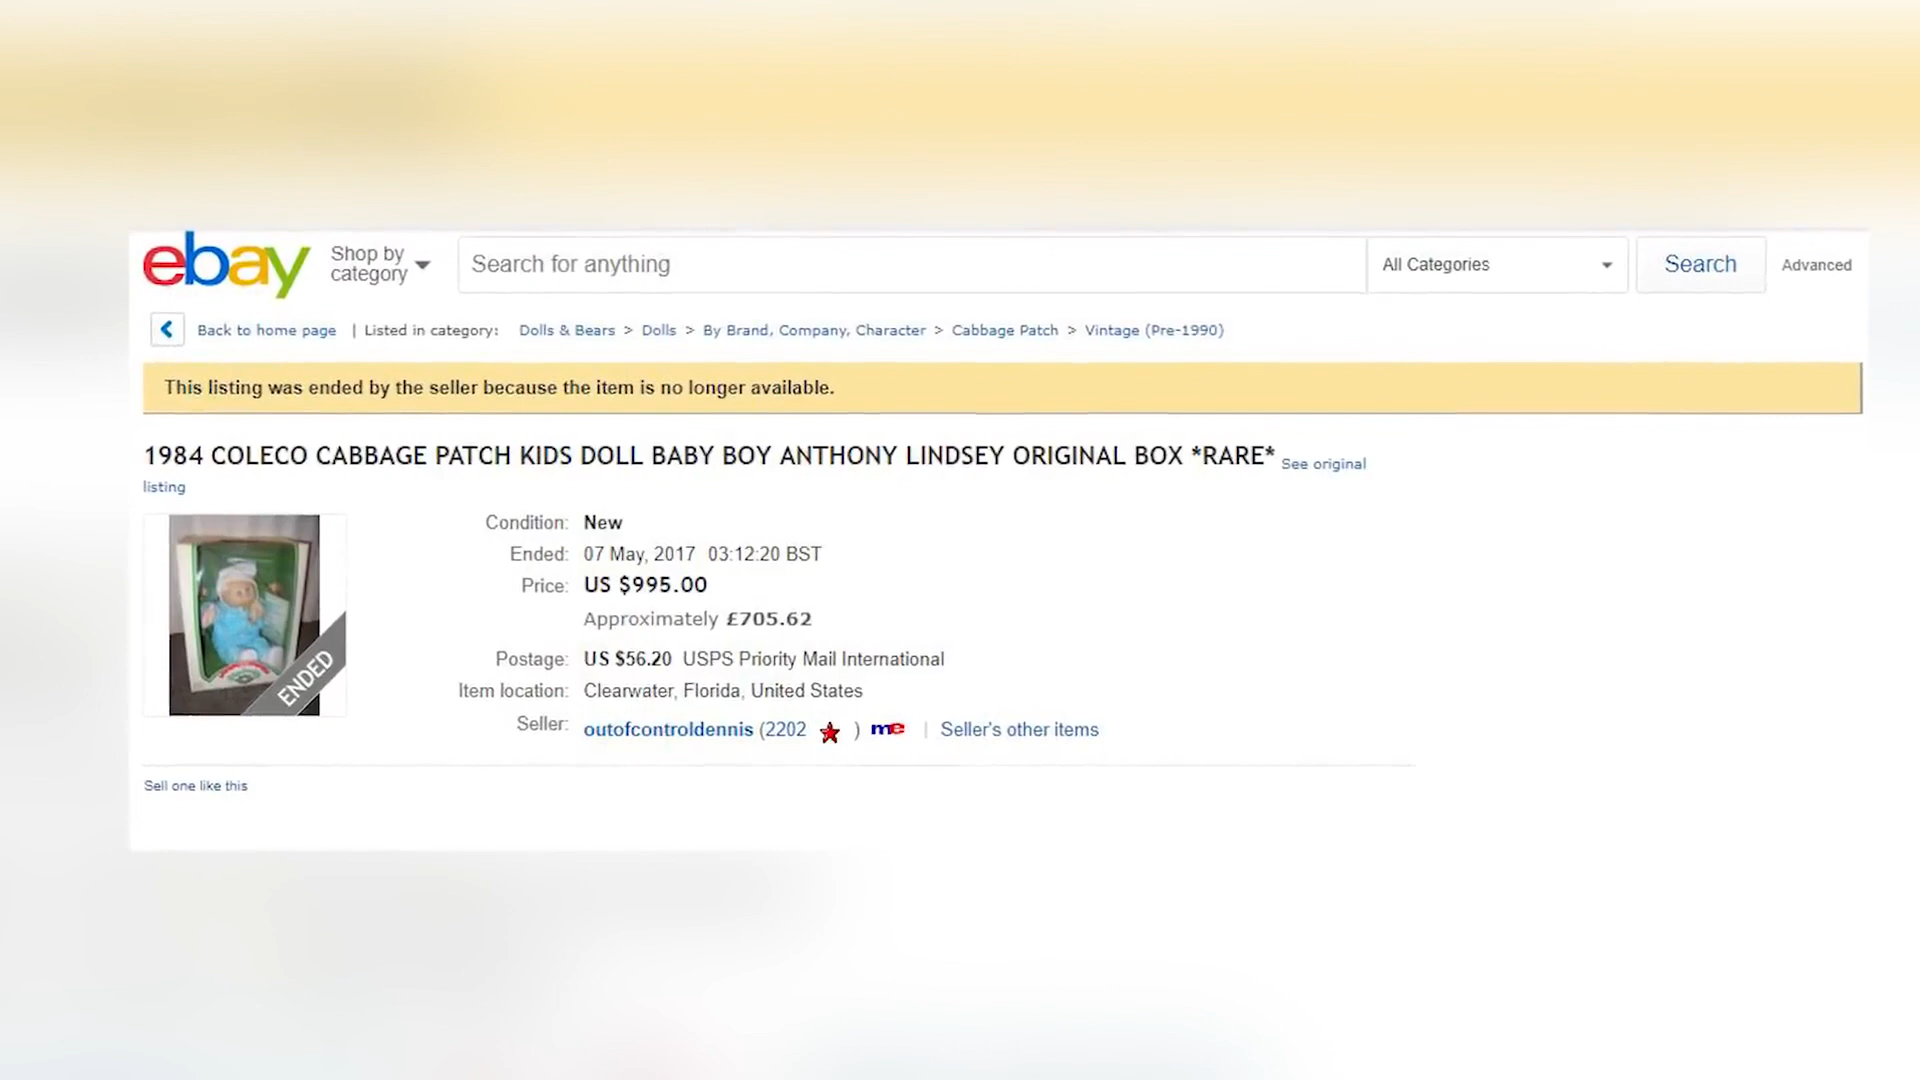 ebay
Shop by
category
Search for anything
All Categories
Search
Advanced
Back to home page | Listed in category: Dolls & Bears > Dolls > By Brand, Company, Character > Cabbage Patch > Vintage (Pre-1990)
This listing was ended by the seller because the item is no longer available.
1984 COLECO CABBAGE PATCH KIDS DOLL BABY BOY ANTHONY LINDSEY ORIGINAL BOX *RARE* See original
listing
Condition: New
Ended: 07 May, 2017 03:12:20 BST
Price: US $995.00
Approximately £705.62
Postage: US $56.20 USPS Priority Mail International
Item location: Clearwater, Florida, United States
Seller: outofcontroldennis (2202 ) me | Seller's other items
ENDED
Sell one like this